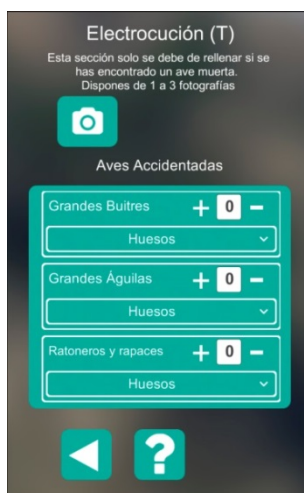 Electrocución (T)
Esta sección solo se debe de rellenar si se
has encontrado un ave muerta.
Dispones de 1 a 3 fotografías
Aves Accidentadas
Grandes Buitres + 0 -
Huesos
Grandes Águilas + 0 -
Huesos
Ratoneros y rapaces + 0 -
Huesos
?